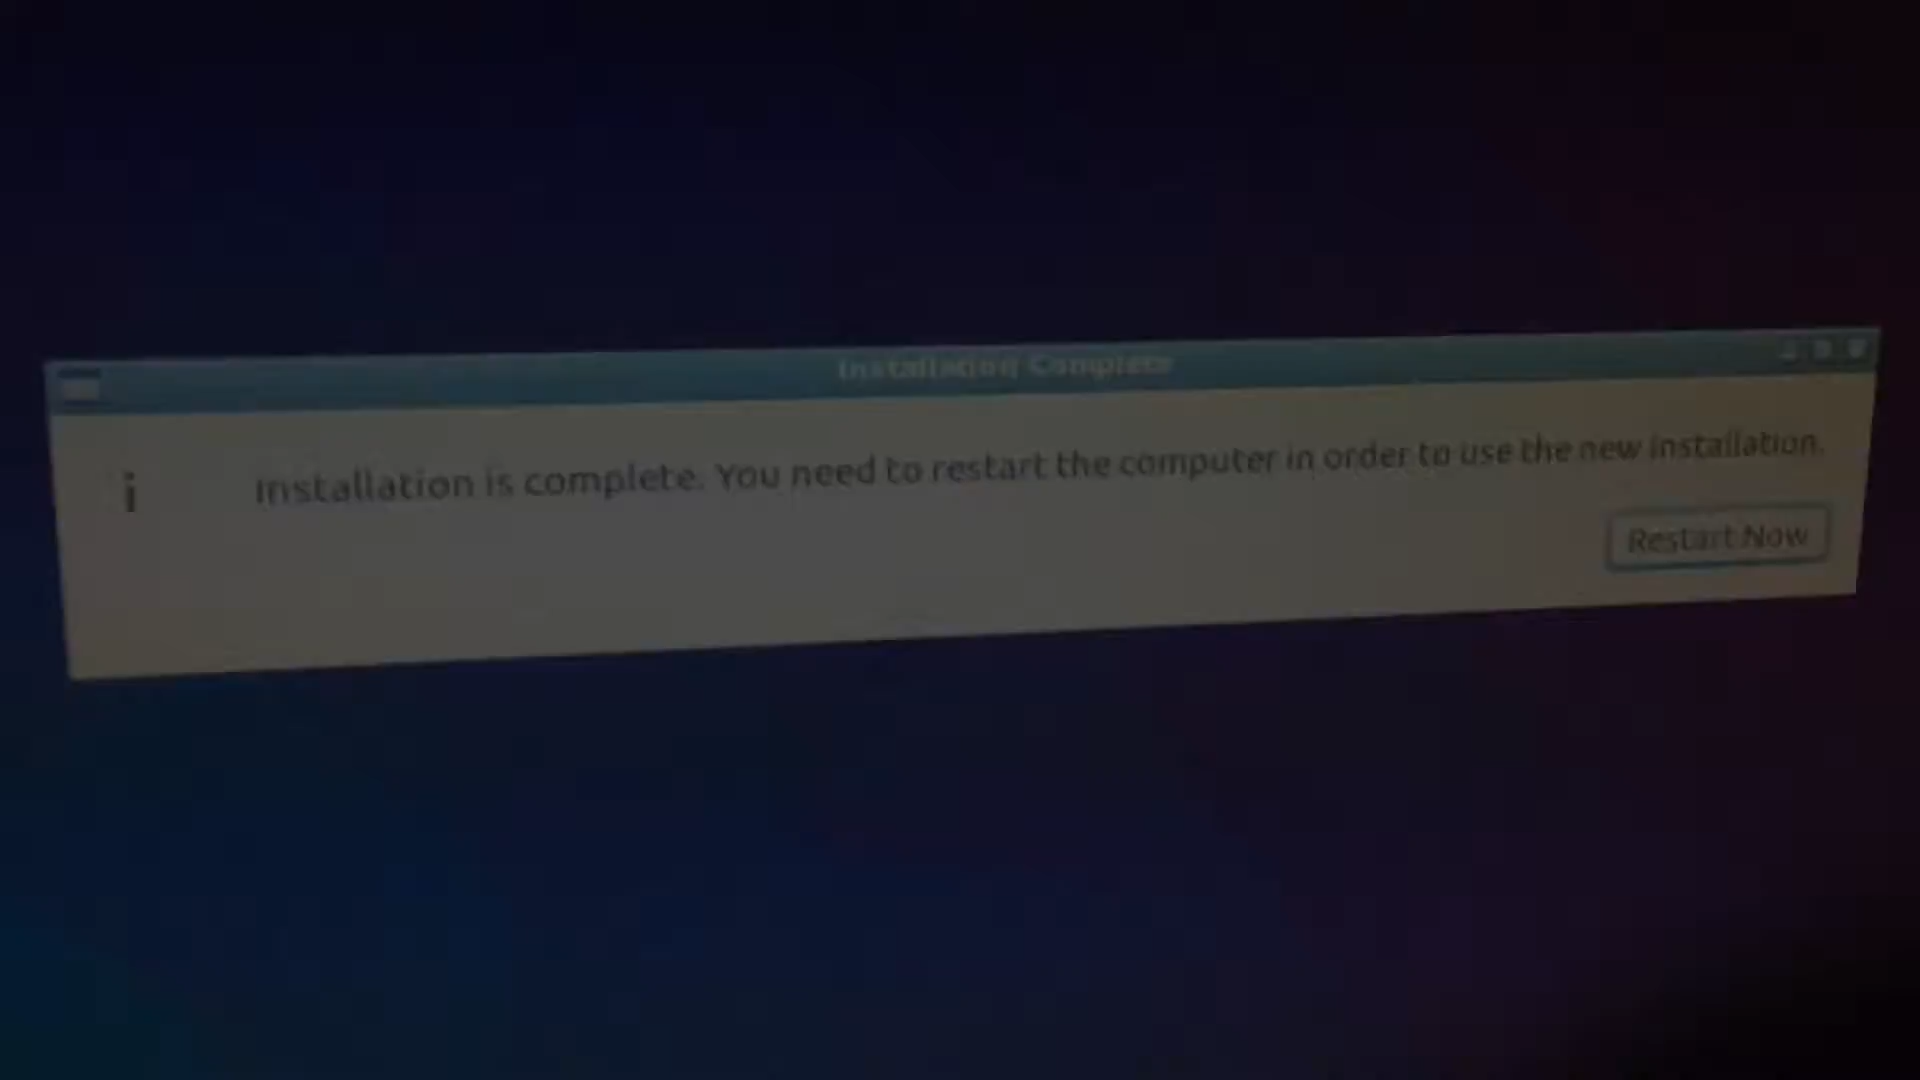 Installation Complete
Installation is complete. You need to restart the computer in order to use the new installation.
Restart Now